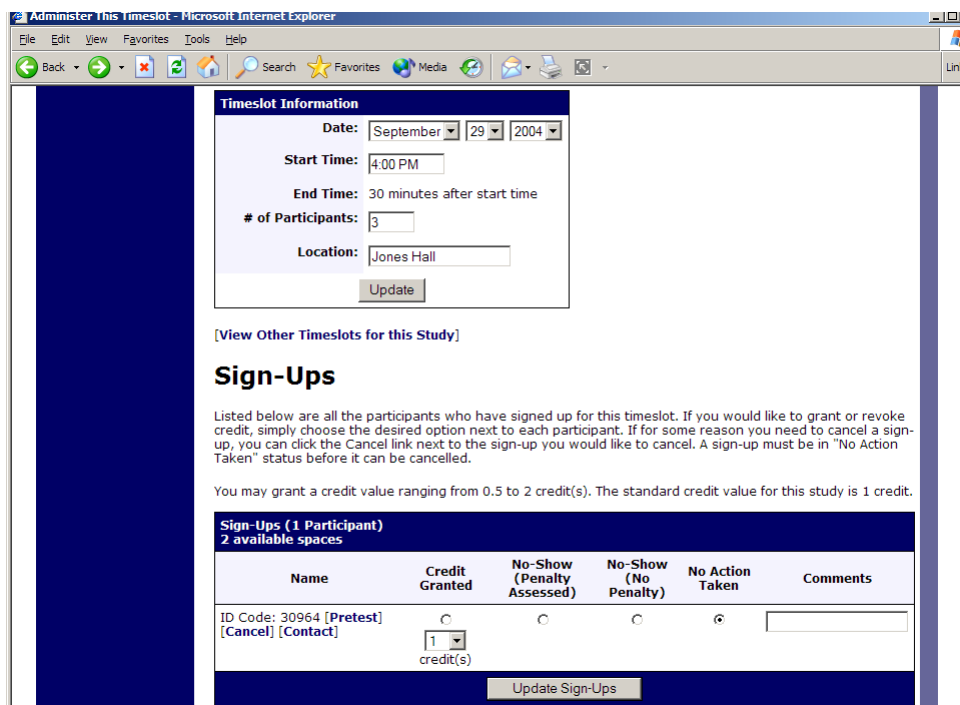 Administer This Timeslot - Microsoft Internet Explorer
File Edit View Favorites Tools Help
Back Search Favorites Media Lin
Timeslot Information
Date: September 29 2004
Start Time: 4:00 PM
End Time: 30 minutes after start time
# of Participants: 3
Location: Jones Hall
Update
[View Other Timeslots for this Study]
Sign-Ups
Listed below are all the participants who have signed up for this timeslot. If you would like to grant or revoke
credit, simply choose the desired option next to each participant. If for some reason you need to cancel a sign-
up, you can click the Cancel link next to the sign-up you would like to cancel. A sign-up must be in "No Action
Taken" status before it can be cancelled.
You may grant a credit value ranging from 0.5 to 2 credit(s). The standard credit value for this study is 1 credit.
Sign-Ups (1 Participant)
2 available spaces
Name Credit Granted No-Show (Penalty Assessed) No-Show (No Penalty) No Action Taken Comments
ID Code: 30964 [Pretest]
[Cancel] [Contact]
1
credit(s)
Update Sign-Ups